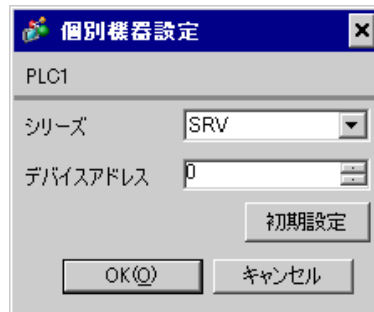 個別機器設定
PLC1
シリーズ SRV
デバイスアドレス 0
初期設定
OK(O) キャンセル